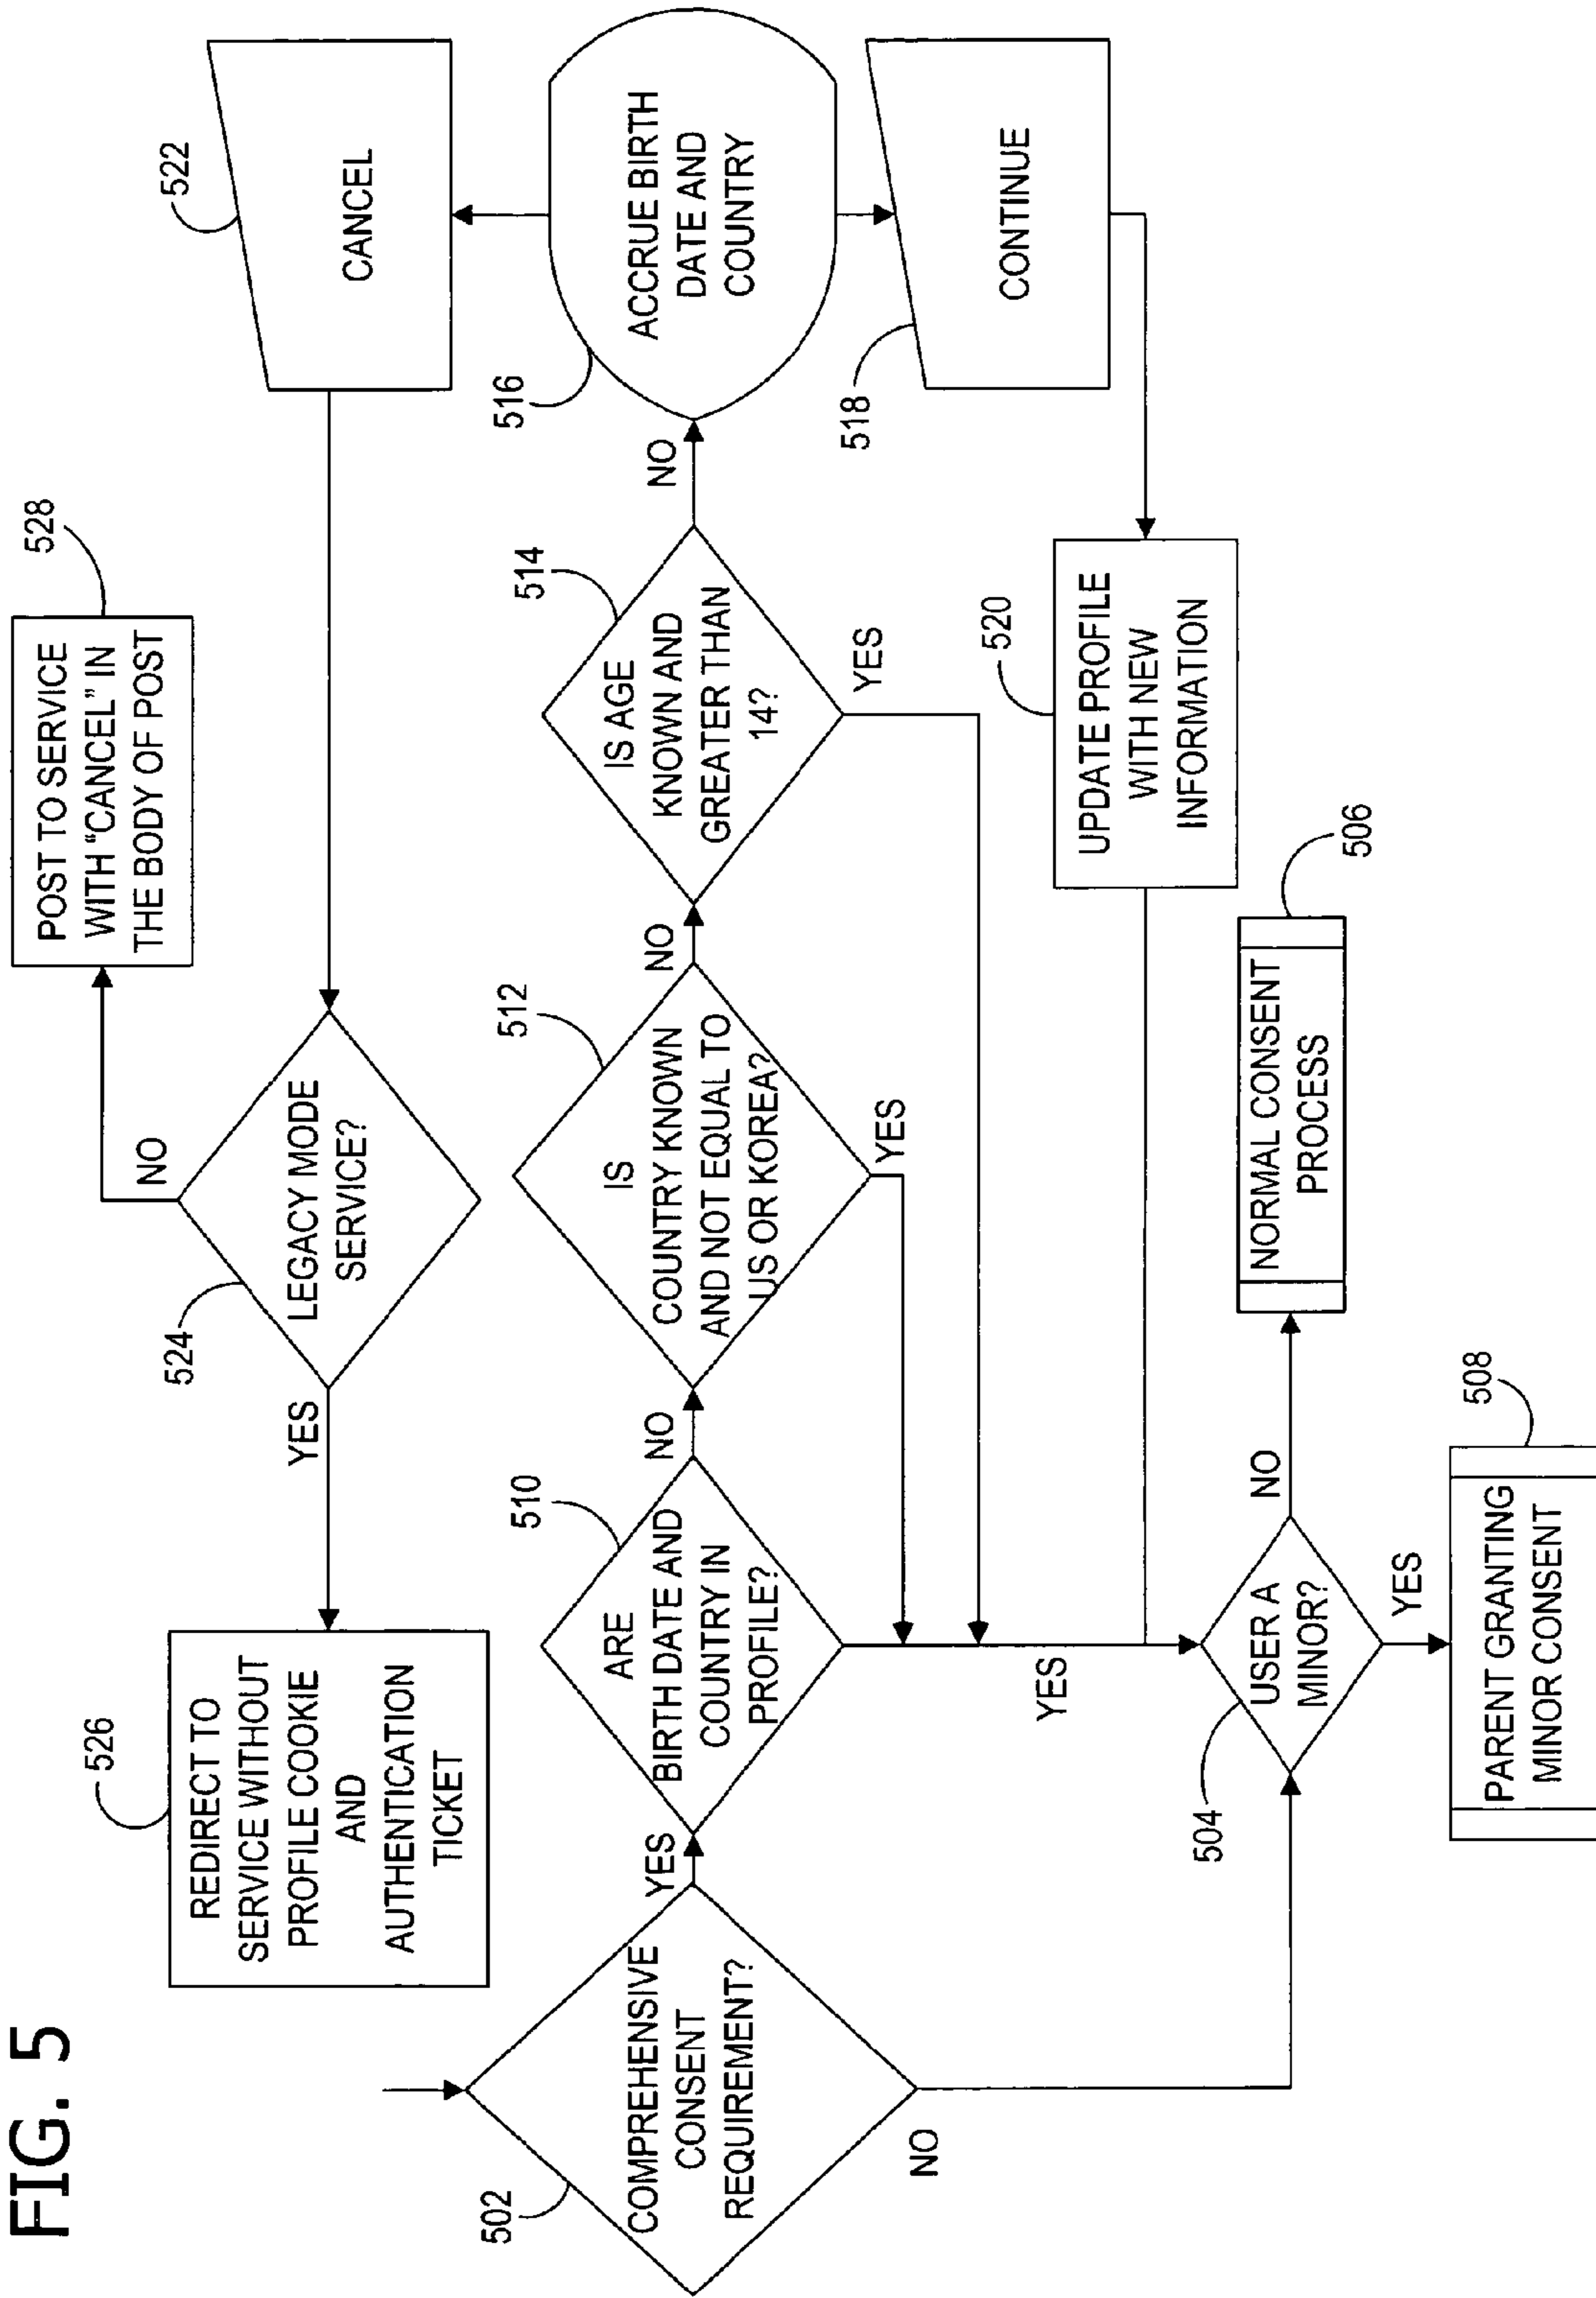 FIG. 5
526
REDIRECT TO
SERVICE WITHOUT
PROFILE COOKIE
AND
AUTHENTICATION
TICKET
YES
524
LEGACY MODE
SERVICE?
NO
528
POST TO SERVICE
WITH "CANCEL" IN
THE BODY OF POST
522
CANCEL
502
COMPREHENSIVE
CONSENT
REQUIREMENT?
YES
NO
510
ARE
BIRTH DATE AND
COUNTRY IN
PROFILE?
NO
YES
512
IS
COUNTRY KNOWN
AND NOT EQUAL TO
US OR KOREA?
NO
YES
514
IS AGE
KNOWN AND
GREATER THAN
14?
NO
YES
516
ACCRUE BIRTH
DATE AND
COUNTRY
518
CONTINUE
520
UPDATE PROFILE
WITH NEW
INFORMATION
504
USER A
MINOR?
NO
YES
506
NORMAL CONSENT
PROCESS
508
PARENT GRANTING
MINOR CONSENT